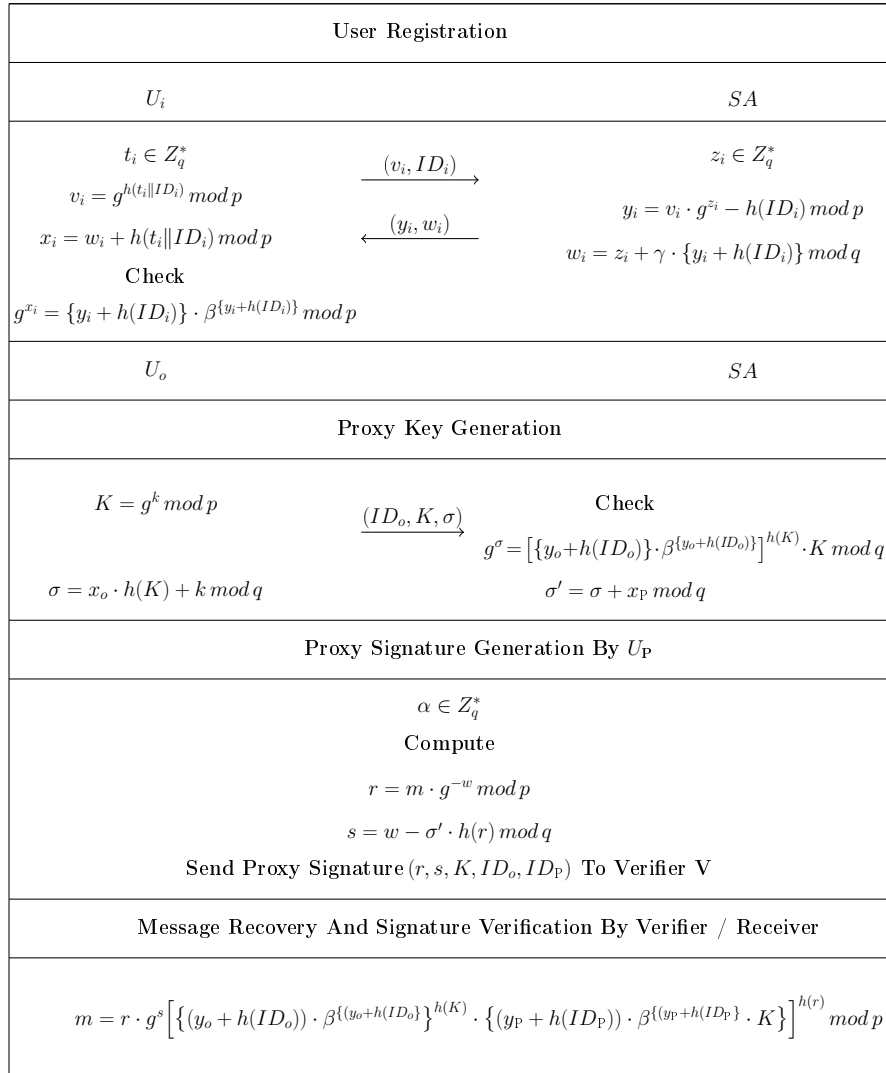 User Registration
U_i SA
t_i ∈ Z_q^* (v_i, ID_i) z_i ∈ Z_q^*
v_i = g^{h(t_i‖ID_i)} mod p y_i = v_i · g^{z_i} − h(ID_i) mod p
x_i = w_i + h(t_i‖ID_i) mod p (y_i, w_i) w_i = z_i + γ · {y_i + h(ID_i)} mod q
Check
g^{x_i} = {y_i + h(ID_i)} · β^{{y_i+h(ID_i)}} mod p
U_o SA
Proxy Key Generation
K = g^k mod p (ID_o, K, σ) Check
g^σ = [{y_o+h(ID_o)}·β^{{y_o+h(ID_o)}}]^{h(K)}·K mod q
σ = x_o · h(K) + k mod q σ′ = σ + x_P mod q
Proxy Signature Generation By U_P
α ∈ Z_q^*
Compute
r = m · g^{−w} mod p
s = w − σ′ · h(r) mod q
Send Proxy Signature (r, s, K, ID_o, ID_P) To Verifier V
Message Recovery And Signature Verification By Verifier / Receiver
m = r · g^s[{(y_o + h(ID_o)) · β^{{(y_o+h(ID_o}}}^{h(K)} · {(y_P + h(ID_P)) · β^{{(y_P+h(ID_P}} · K}]^{h(r)} mod p